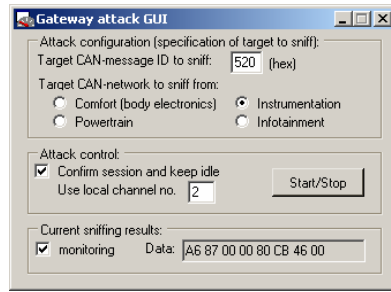 Gateway attack GUI
Attack configuration (specification of target to sniff):
Target CAN-message ID to sniff: 520 (hex)
Target CAN-network to sniff from:
Comfort (body electronics) Instrumentation
Powertrain Infotainment
Attack control:
Confirm session and keep idle
Use local channel no. 2 Start/Stop
Current sniffing results:
monitoring Data: A6 87 00 00 80 CB 46 00